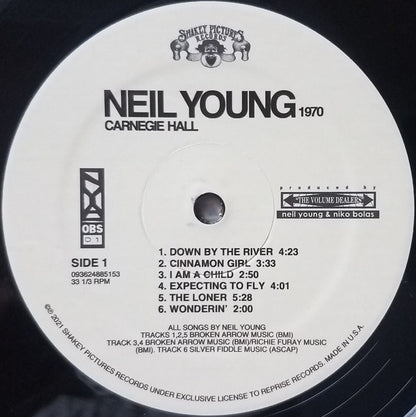 SHAKEY PICTURES
RECORDS
NEIL YOUNG 1970
CARNEGIE HALL
OBS
01
produced by
"THE VOLUME DEALERS"
neil young & niko bolas
SIDE 1
093624885153
33 1/3 RPM
1. DOWN BY THE RIVER 4:23
2. CINNAMON GIRL 3:33
3. I AM A CHILD 2:50
4. EXPECTING TO FLY 4:01
5. THE LONER 5:28
6. WONDERIN' 2:00
ALL SONGS BY NEIL YOUNG
TRACKS 1,2,5 BROKEN ARROW MUSIC (BMI)
TRACK 3,4 BROKEN ARROW MUSIC (BMI)/RICHIE FURAY MUSIC
(BMI). TRACK 6 SILVER FIDDLE MUSIC (ASCAP)
©℗ 2021 SHAKEY PICTURES RECORDS UNDER EXCLUSIVE LICENSE TO REPRISE RECORDS. MADE IN U.S.A.